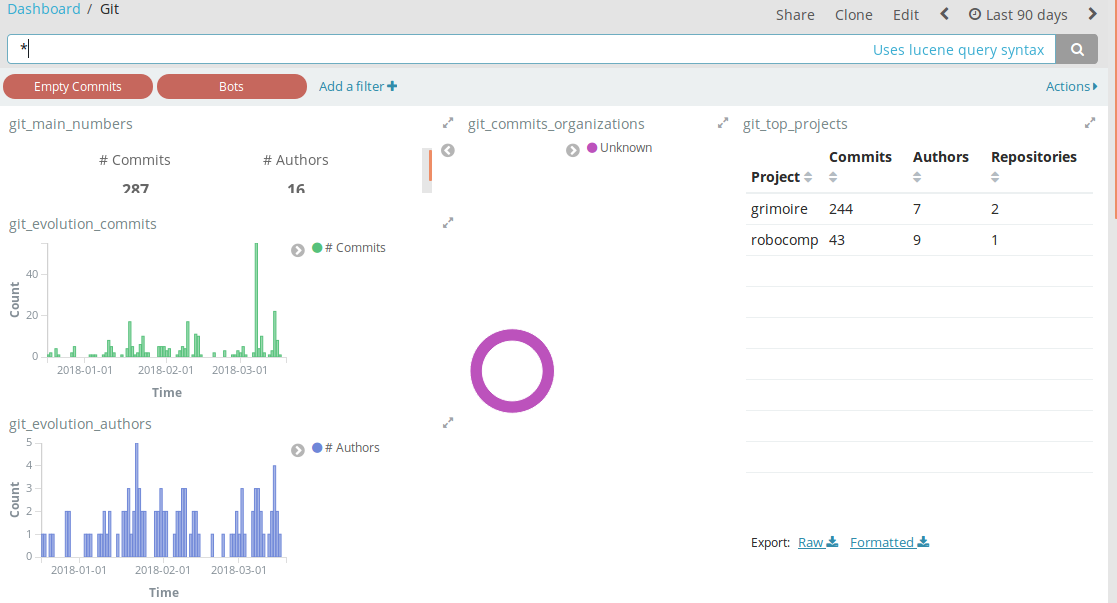 Dashboard / Git
Share Clone Edit Last 90 days
* Uses lucene query syntax
Empty Commits Bots Add a filter Actions
git_main_numbers
# Commits # Authors
287 16
git_evolution_commits
# Commits
Count
40
20
0
2018-01-01 2018-02-01 2018-03-01
Time
git_evolution_authors
# Authors
Count
5
4
3
2
1
0
2018-01-01 2018-02-01 2018-03-01
Time
git_commits_organizations
Unknown
git_top_projects
Project Commits Authors Repositories
grimoire 244 7 2
robocomp 43 9 1
Export: Raw Formatted